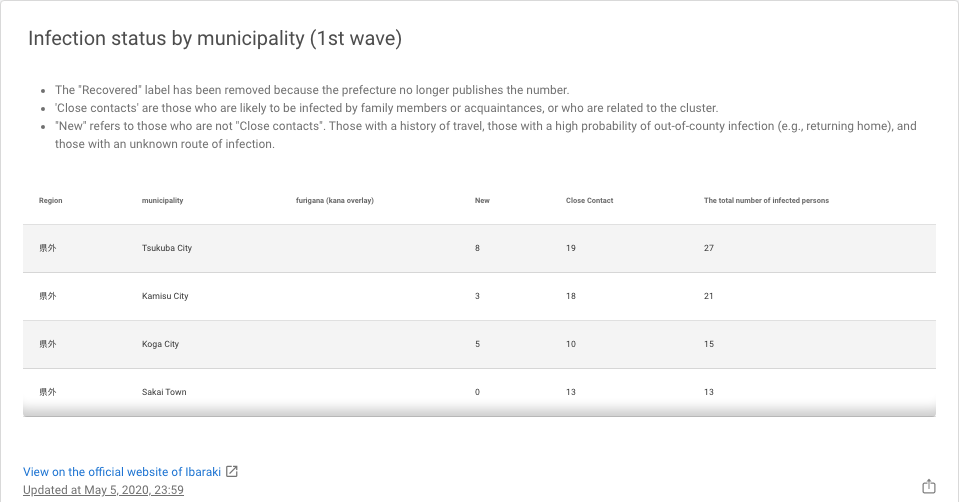 Infection status by municipality (1st wave)
The "Recovered" label has been removed because the prefecture no longer publishes the number.
'Close contacts' are those who are likely to be infected by family members or acquaintances, or who are related to the cluster.
"New" refers to those who are not "Close contacts". Those with a history of travel, those with a high probability of out-of-county infection (e.g., returning home), and
those with an unknown route of infection.
Region municipality furigana (kana overlay) New Close Contact The total number of infected persons
県外 Tsukuba City 8 19 27
県外 Kamisu City 3 18 21
県外 Koga City 5 10 15
県外 Sakai Town 0 13 13
View on the official website of Ibaraki
Updated at May 5, 2020, 23:59